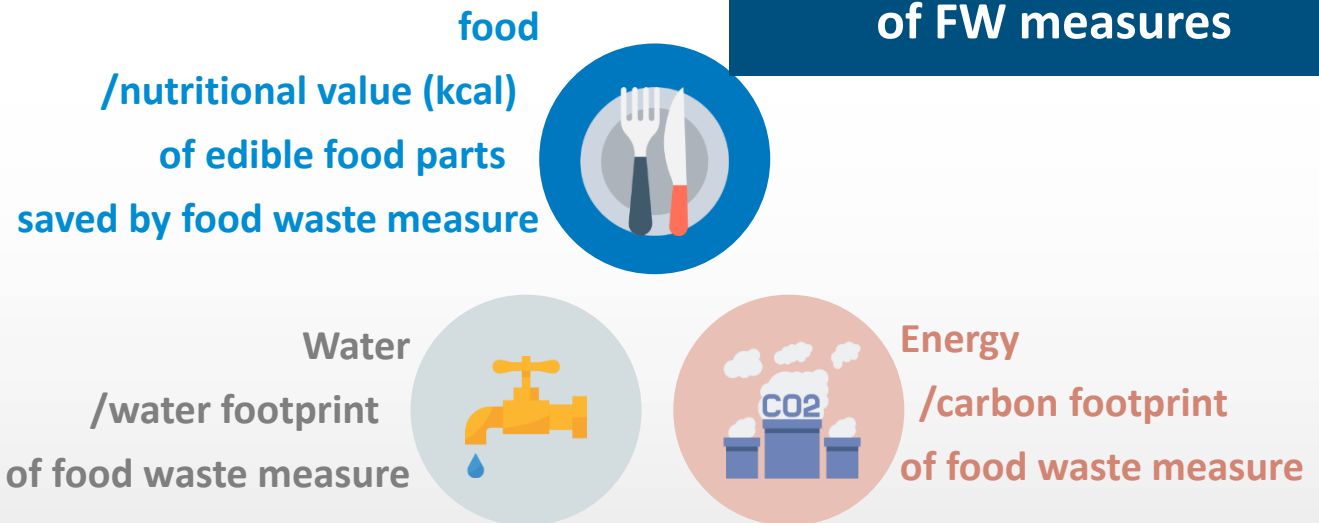 of FW measures
food
/nutritional value (kcal)
of edible food parts
saved by food waste measure
Water
/water footprint
of food waste measure
CO2
Energy
/carbon footprint
of food waste measure